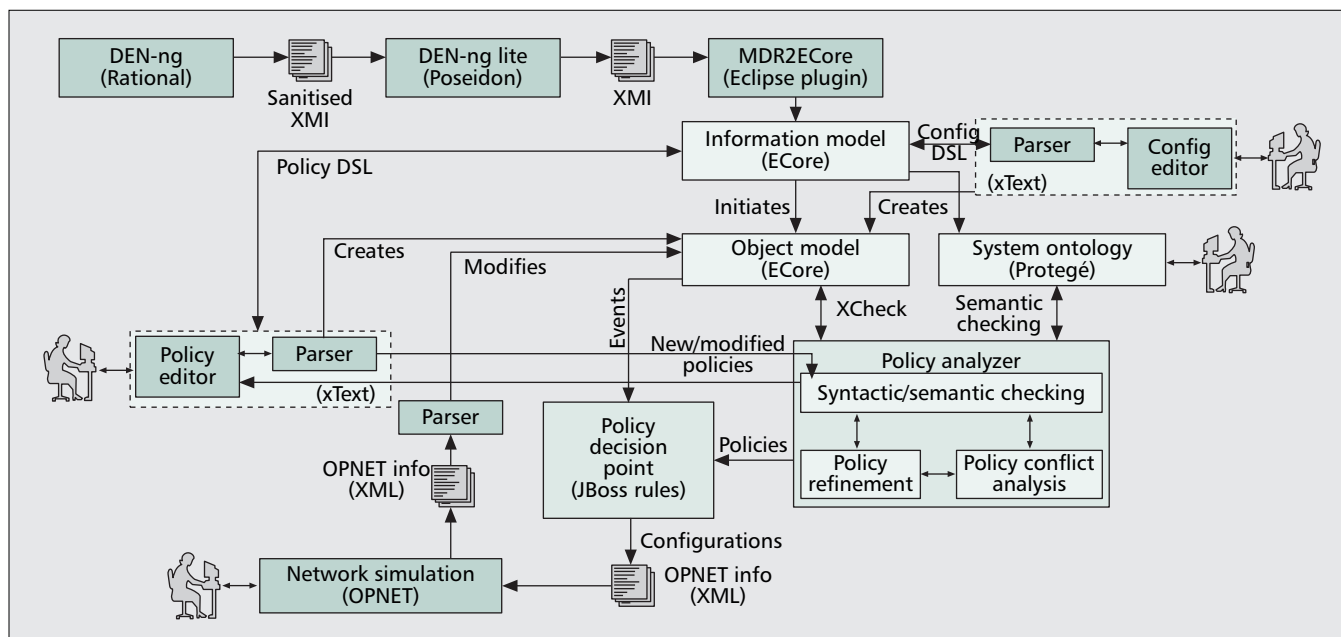 DEN-ng
(Rational)
Sanitised
XMI
DEN-ng lite
(Poseidon)
XMI
MDR2ECore
(Eclipse plugin)
Information model
(ECore)
Config
DSL
Parser
Config
editor
(xText)
Policy DSL
Initiates
Creates
Creates
Modifies
Object model
(ECore)
System ontology
(Protegé)
Events
XCheck
Semantic
checking
Policy
editor
Parser
(xText)
New/modified
policies
Policy analyzer
Syntactic/semantic checking
Policy
refinement
Policy conflict
analysis
Parser
Policy
decision
point
(JBoss rules)
Policies
OPNET info
(XML)
Configurations
Network simulation
(OPNET)
OPNET info
(XML)